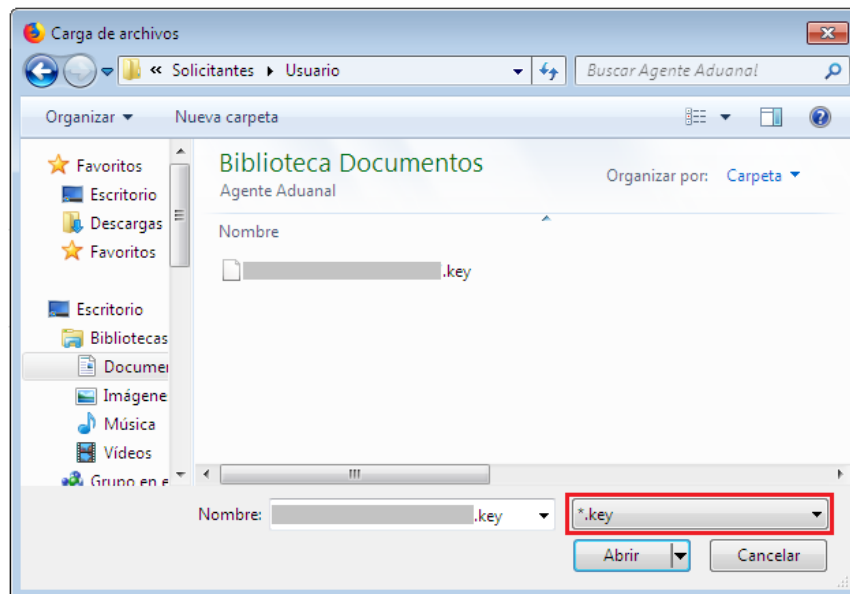 Carga de archivos
« Solicitantes Usuario
Buscar Agente Aduanal
Organizar
Nueva carpeta
Favoritos
Escritorio
Descargas
Favoritos
Escritorio
Bibliotecas
Documen
Imágene
Música
Vídeos
Grupo en e
Biblioteca Documentos
Agente Aduanal
Organizar por: Carpeta
Nombre
.key
Nombre: .key
*.key
Abrir
Cancelar